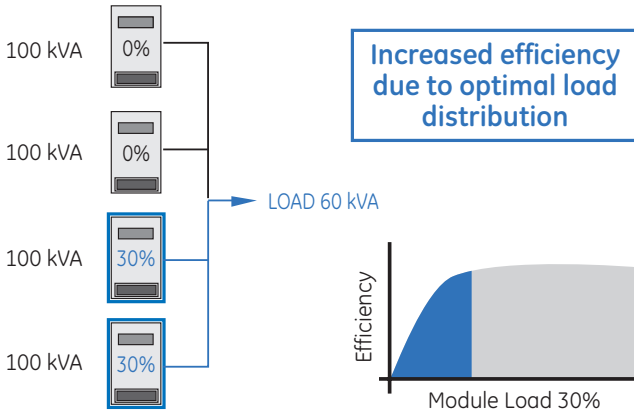 100 kVA
0%
Increased efficiency
due to optimal load
distribution
100 kVA
0%
LOAD 60 kVA
100 kVA
30%
100 kVA
30%
Efficiency
Module Load 30%